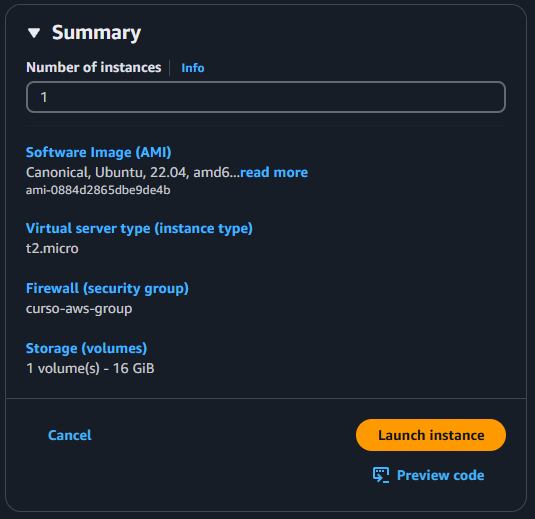 Summary
Number of instances Info
1
Software Image (AMI)
Canonical, Ubuntu, 22.04, amd6...read more
ami-0884d2865dbe9de4b
Virtual server type (instance type)
t2.micro
Firewall (security group)
curso-aws-group
Storage (volumes)
1 volume(s) - 16 GiB
Cancel
Launch instance
Preview code